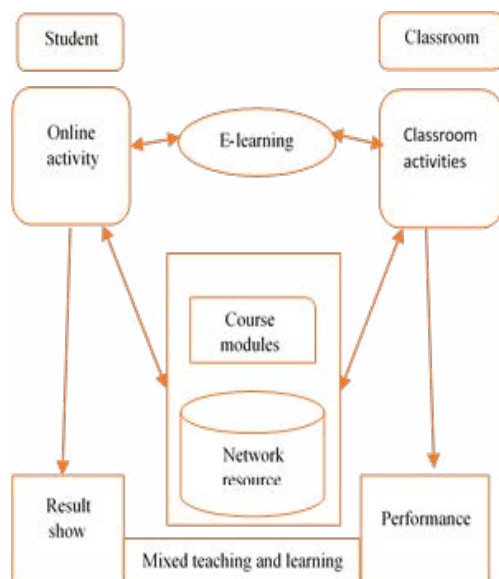 Student
Classroom
Online
activity
E-learning
Classroom
activities
Course
modules
Network
resource
Result
show
Performance
Mixed teaching and learning